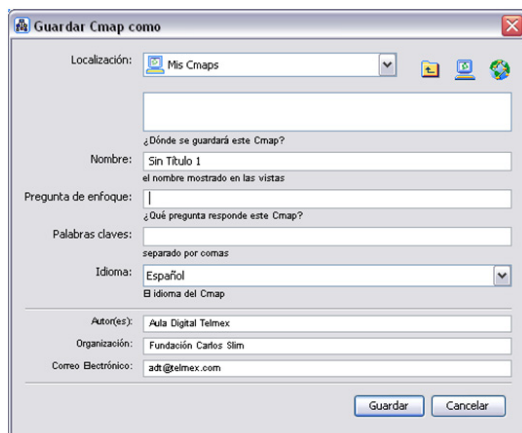 Guardar Cmap como
Localización: Mis Cmaps
¿Dónde se guardará este Cmap?
Nombre: Sin Título 1
el nombre mostrado en las vistas
Pregunta de enfoque:
¿Qué pregunta responde este Cmap?
Palabras claves:
separado por comas
Idioma: Español
El idioma del Cmap
Autor(es): Aula Digital Telmex
Organización: Fundación Carlos Slim
Correo Electrónico: adt@telmex.com
Guardar Cancelar